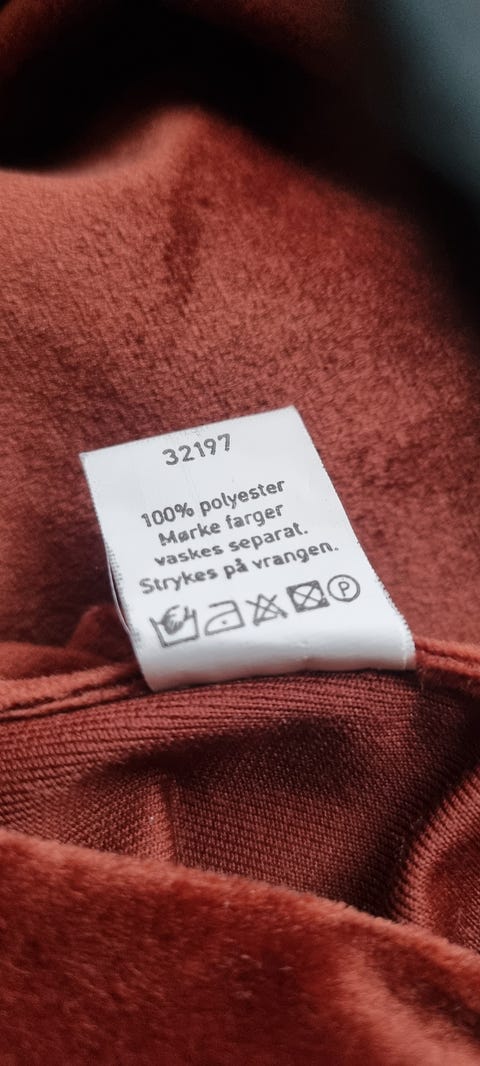 32197
100% polyester
Mørke farger
vaskes separat.
Strykes på vrangen.
P